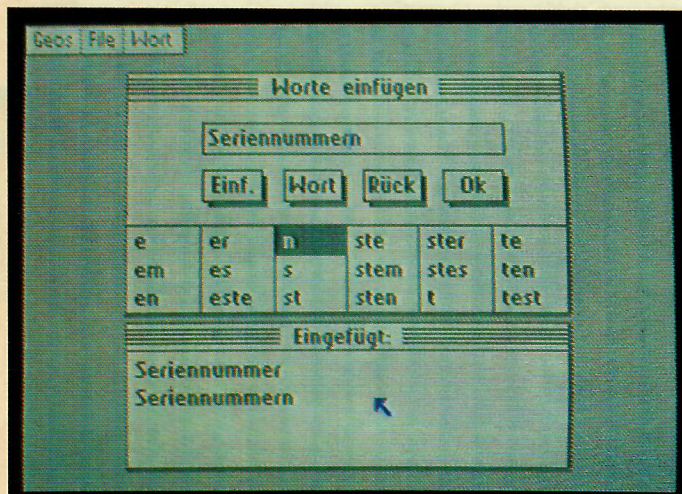 Geos File Wort
Worte einfügen
Seriennummern
Einf. Wort Rück Ok
e er n ste ster te
em es s stem stes ten
en este st sten t test
Eingefügt:
Seriennummer
Seriennummern